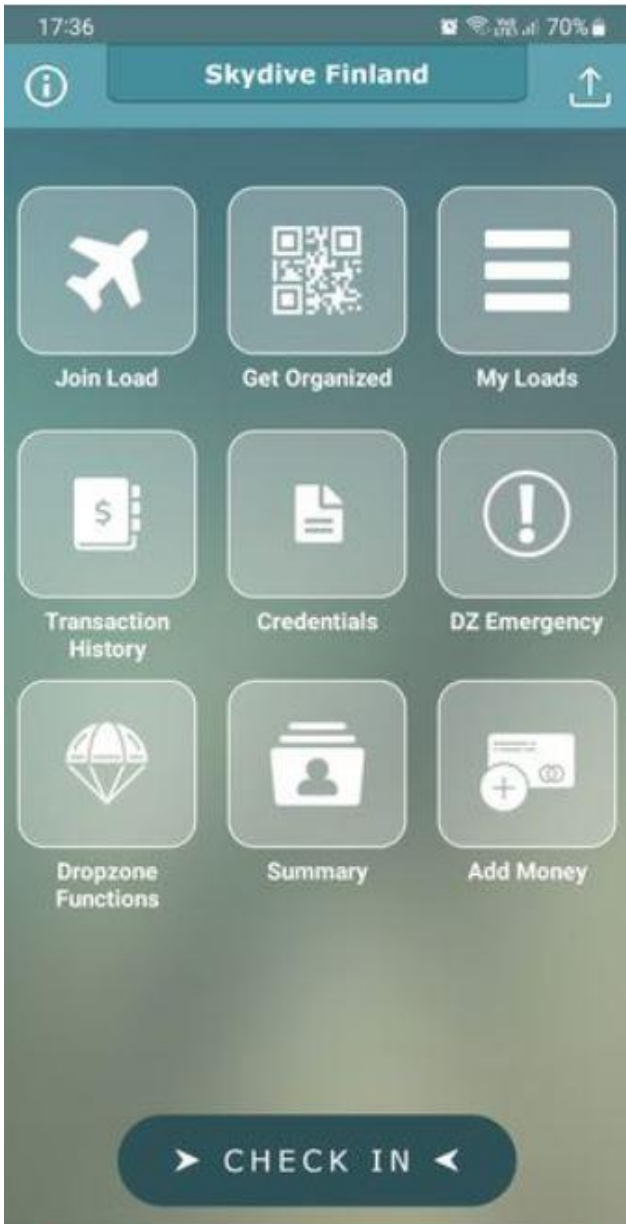 17:36 70%
Skydive Finland
Join Load Get Organized My Loads
Transaction History Credentials DZ Emergency
Dropzone Functions Summary Add Money
CHECK IN